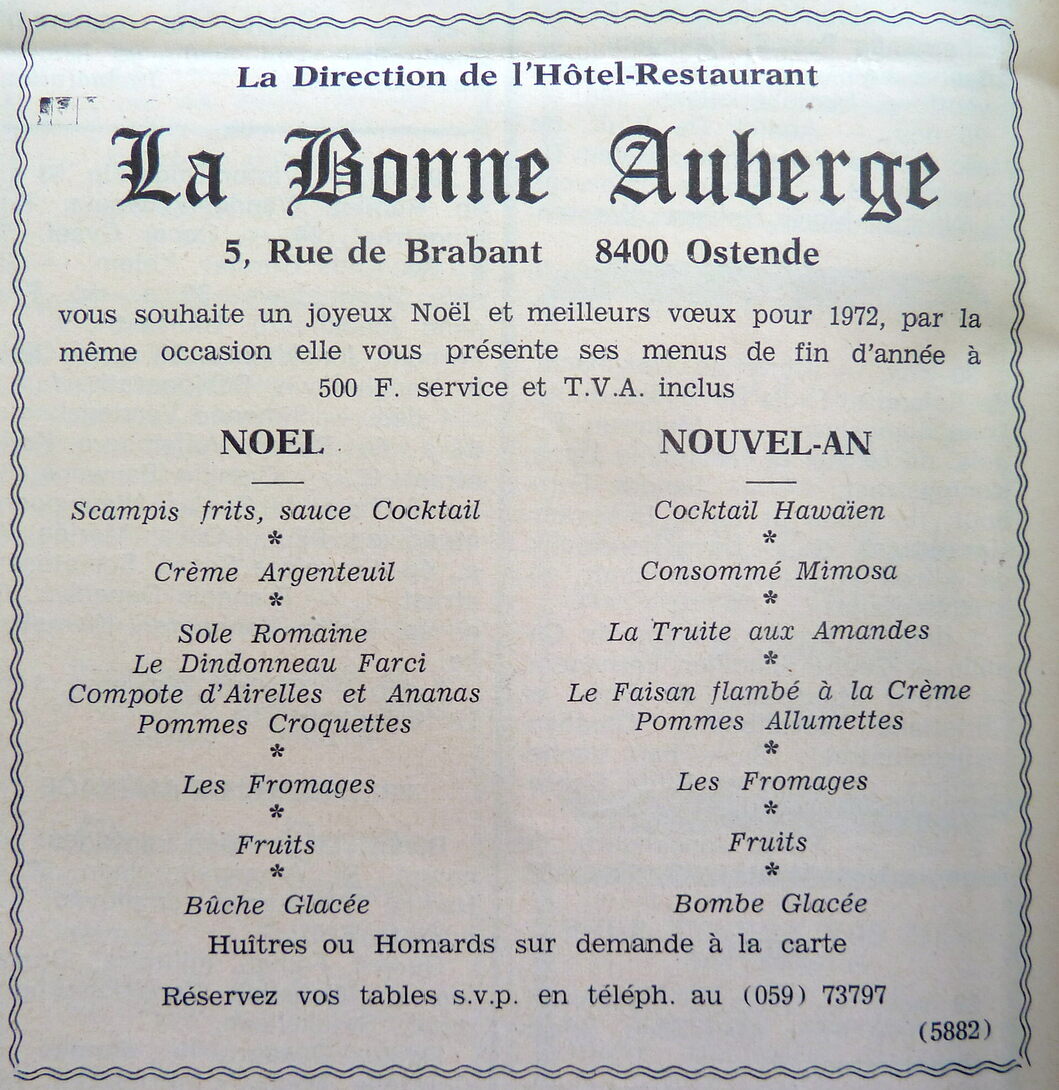 La Direction de l'Hôtel-Restaurant
La Bonne Auberge
5, Rue de Brabant 8400 Ostende
vous souhaite un joyeux Noël et meilleurs vœux pour 1972, par la
même occasion elle vous présente ses menus de fin d'année à
500 F. service et T.V.A. inclus
NOEL
Scampis frits, sauce Cocktail
*
Crème Argenteuil
*
Sole Romaine
Le Dindonneau Farci
Compote d'Airelles et Ananas
Pommes Croquettes
*
Les Fromages
*
Fruits
*
Bûche Glacée
NOUVEL-AN
Cocktail Hawaïen
*
Consommé Mimosa
*
La Truite aux Amandes
*
Le Faisan flambé à la Crème
Pommes Allumettes
*
Les Fromages
*
Fruits
*
Bombe Glacée
Huîtres ou Homards sur demande à la carte
Réservez vos tables s.v.p. en téléph. au (059) 73797
(5882)